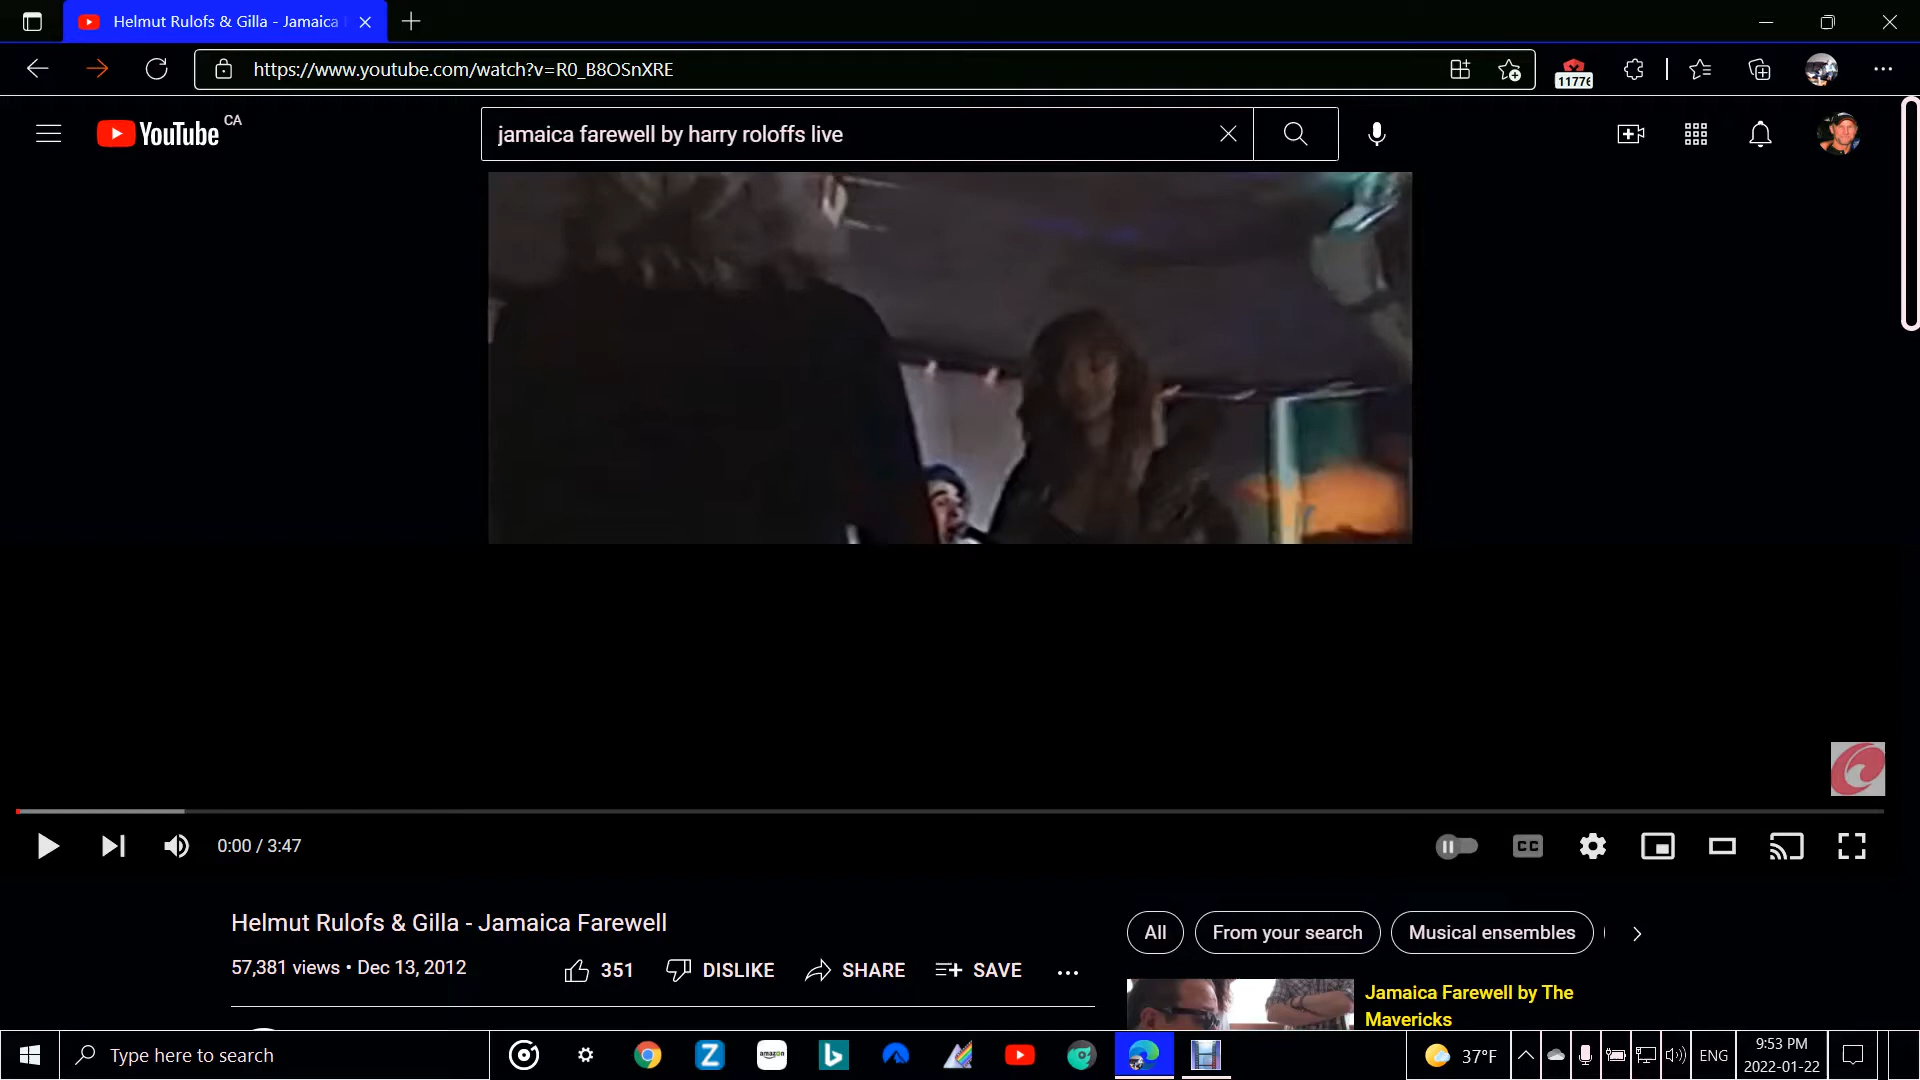 Helmut Rulofs & Gilla - Jamaica
https://www.youtube.com/watch?v=R0_B8OSnXRE
11776
YouTube CA
jamaica farewell by harry roloffs live
0:00 / 3:47
CC
Helmut Rulofs & Gilla - Jamaica Farewell
57,381 views • Dec 13, 2012
351
DISLIKE
SHARE
SAVE
All
From your search
Musical ensembles
Jamaica Farewell by The
Mavericks
Type here to search
amazon
37°F
ENG
9:53 PM
2022-01-22